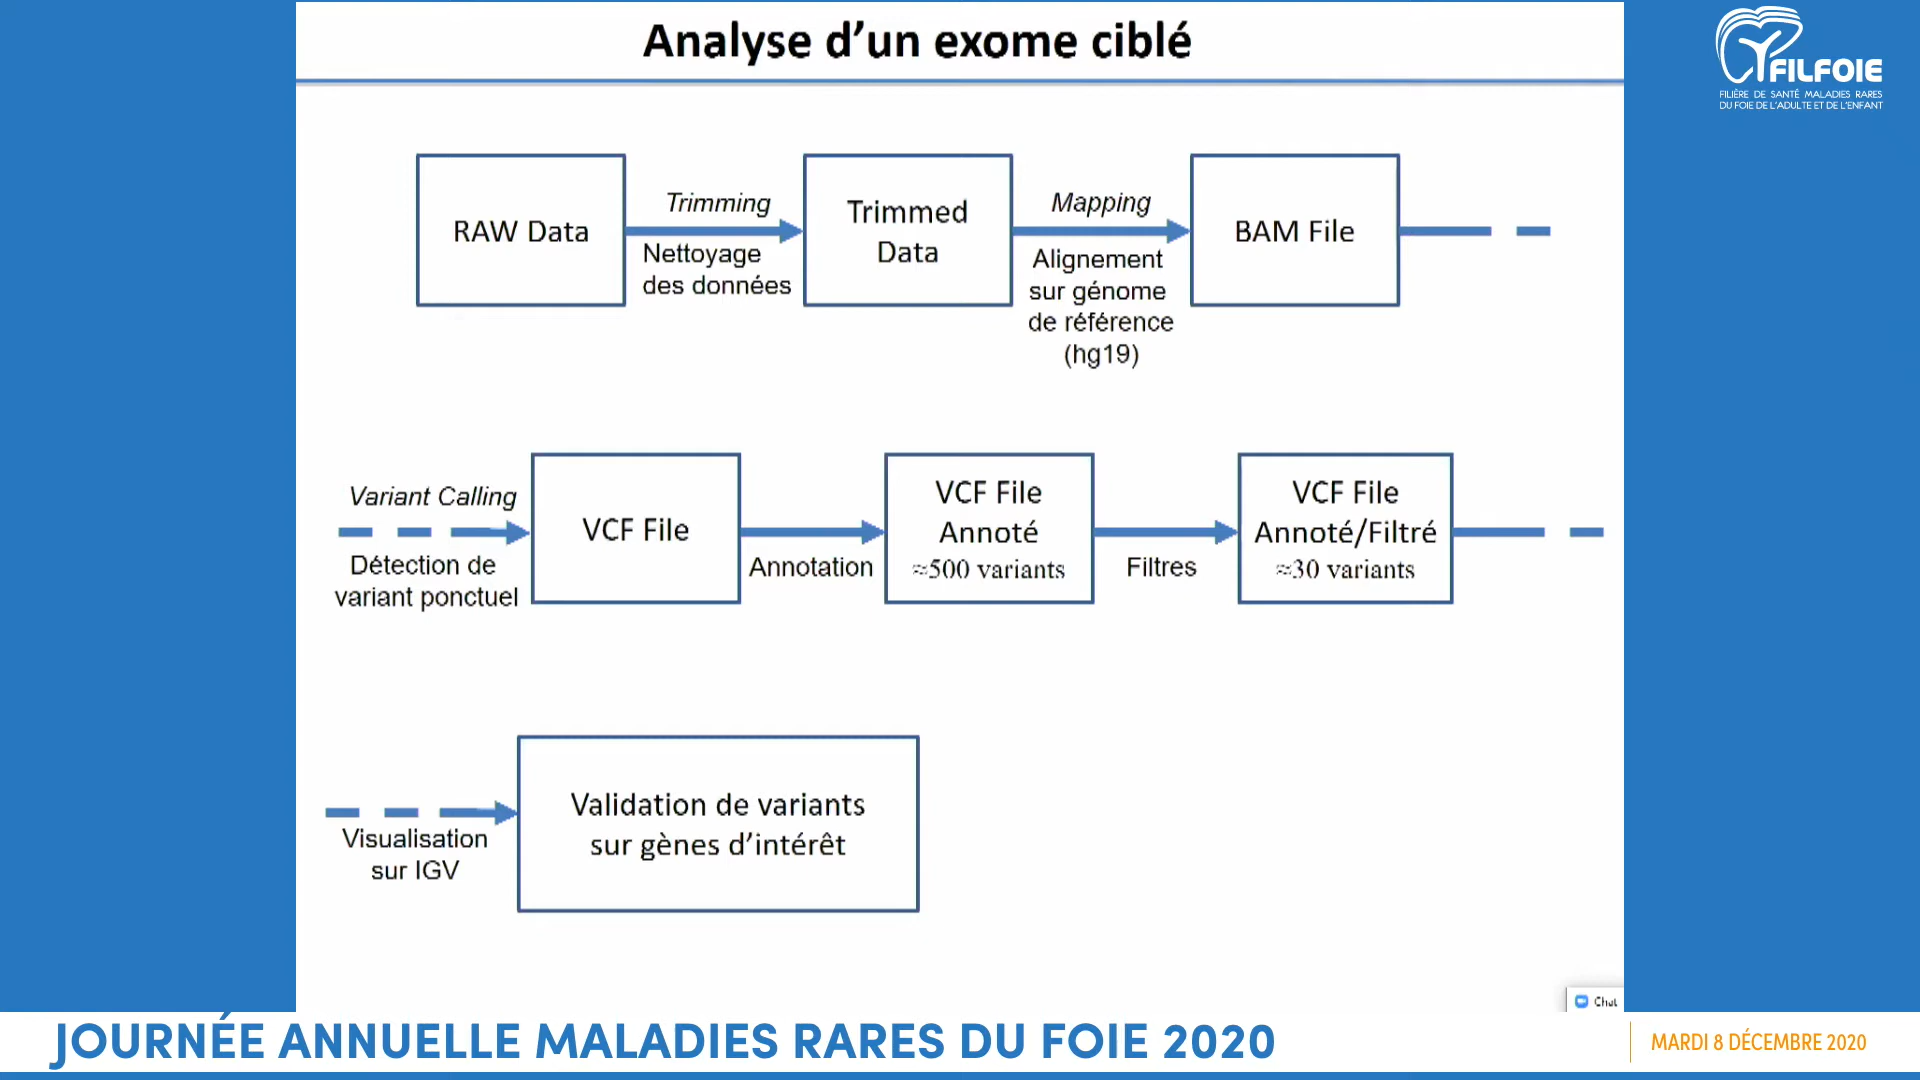 Analyse d'un exome ciblé
FILFOIE
FILIÈRE DE SANTÉ MALADIES RARES
DU FOIE DE L'ADULTE ET DE L'ENFANT
RAW Data
Trimming
Nettoyage
des données
Trimmed
Data
Mapping
Alignement
sur génome
de référence
(hg19)
BAM File
Variant Calling
Détection de
variant ponctuel
VCF File
Annotation
VCF File
Annoté
≈500 variants
Filtres
VCF File
Annoté/Filtré
≈30 variants
Visualisation
sur IGV
Validation de variants
sur gènes d'intérêt
Chat
JOURNÉE ANNUELLE MALADIES RARES DU FOIE 2020
MARDI 8 DÉCEMBRE 2020